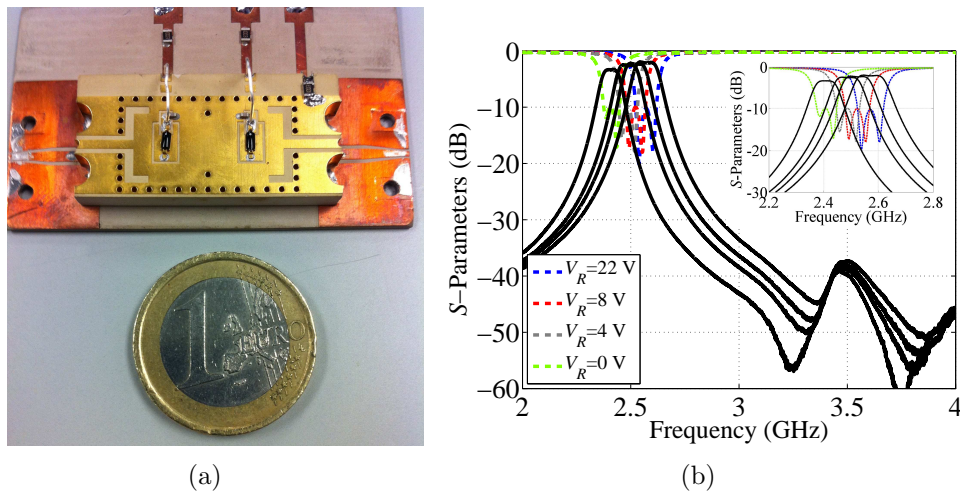 1
0
−10
−20
−30
−40
−50
−60
2
2.5
3
3.5
4
S−Parameters (dB)
Frequency (GHz)
V_R=22 V
V_R=8 V
V_R=4 V
V_R=0 V
0
-10
-20
-30
2.2
2.4
2.6
2.8
S-Parameters (dB)
Frequency (GHz)
(a)
(b)